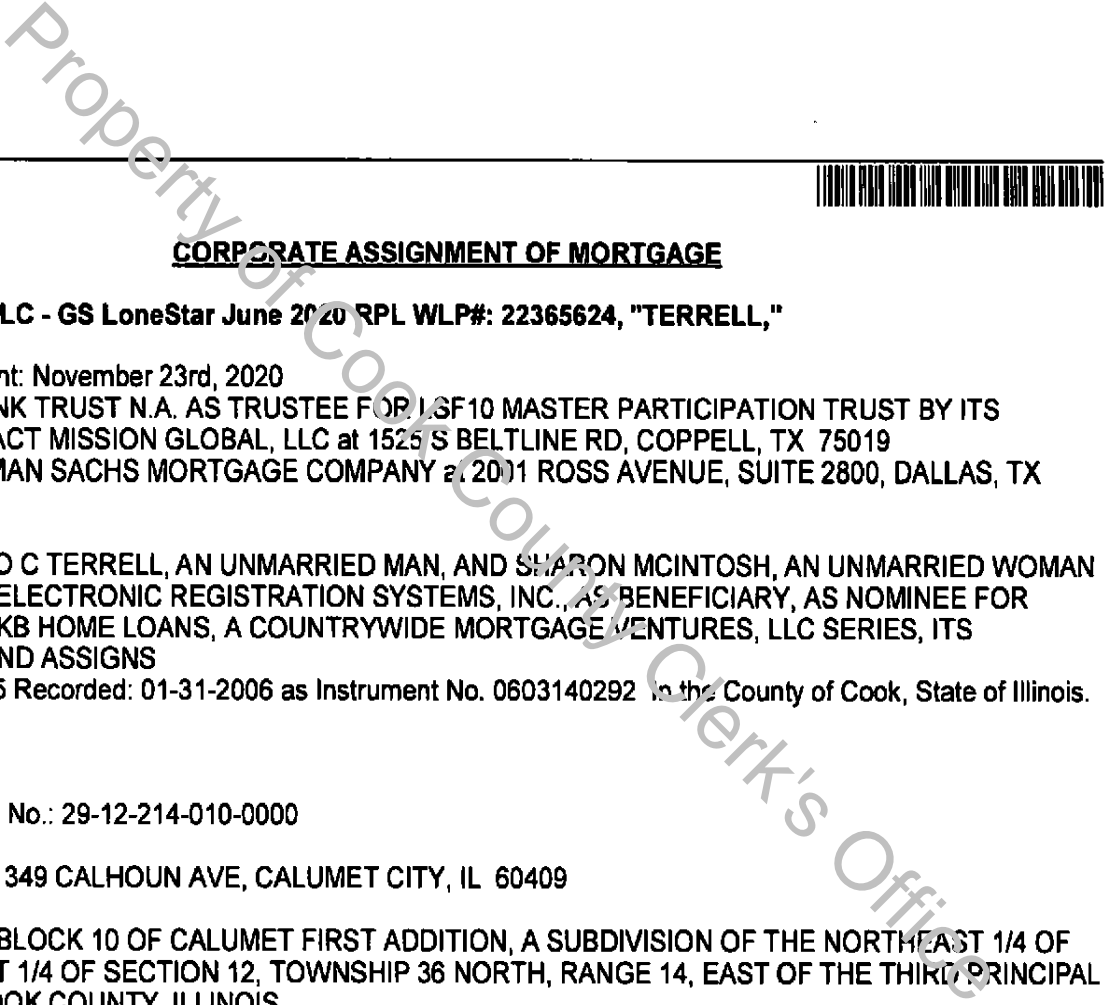 Property of Cook County Clerk's Office
CORPORATE ASSIGNMENT OF MORTGAGE
LC - GS LoneStar June 2020 RPL WLP#: 22365624, "TERRELL,"
nt: November 23rd, 2020
NK TRUST N.A. AS TRUSTEE FOR LSF10 MASTER PARTICIPATION TRUST BY ITS
ACT MISSION GLOBAL, LLC at 1525 S BELTLINE RD, COPPELL, TX 75019
MAN SACHS MORTGAGE COMPANY at 2001 ROSS AVENUE, SUITE 2800, DALLAS, TX
O C TERRELL, AN UNMARRIED MAN, AND SHARON MCINTOSH, AN UNMARRIED WOMAN
ELECTRONIC REGISTRATION SYSTEMS, INC., AS BENEFICIARY, AS NOMINEE FOR
KB HOME LOANS, A COUNTRYWIDE MORTGAGE VENTURES, LLC SERIES, ITS
ND ASSIGNS
5 Recorded: 01-31-2006 as Instrument No. 0603140292 In the County of Cook, State of Illinois.
No.: 29-12-214-010-0000
349 CALHOUN AVE, CALUMET CITY, IL 60409
BLOCK 10 OF CALUMET FIRST ADDITION, A SUBDIVISION OF THE NORTHEAST 1/4 OF
T 1/4 OF SECTION 12, TOWNSHIP 36 NORTH, RANGE 14, EAST OF THE THIRD PRINCIPAL
OOK COUNTY, ILLINOIS